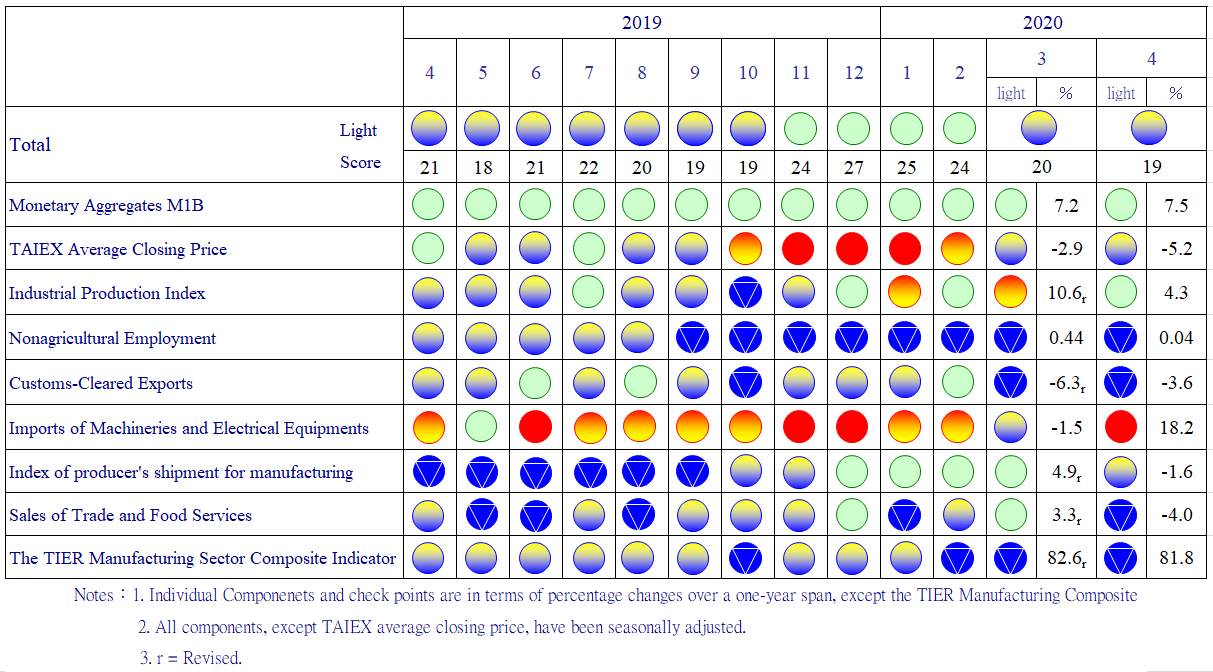 2019 2020
4 5 6 7 8 9 10 11 12 1 2 3 4
light % light %
Total Light
Score 21 18 21 22 20 19 19 24 27 25 24 20 19
Monetary Aggregates M1B 7.2 7.5
TAIEX Average Closing Price -2.9 -5.2
Industrial Production Index 10.6r 4.3
Nonagricultural Employment 0.44 0.04
Customs-Cleared Exports -6.3r -3.6
Imports of Machineries and Electrical Equipments -1.5 18.2
Index of producer's shipment for manufacturing 4.9r -1.6
Sales of Trade and Food Services 3.3r -4.0
The TIER Manufacturing Sector Composite Indicator 82.6r 81.8
Notes：1. Individual Componenets and check points are in terms of percentage changes over a one-year span, except the TIER Manufacturing Composite
2. All components, except TAIEX average closing price, have been seasonally adjusted.
3. r = Revised.